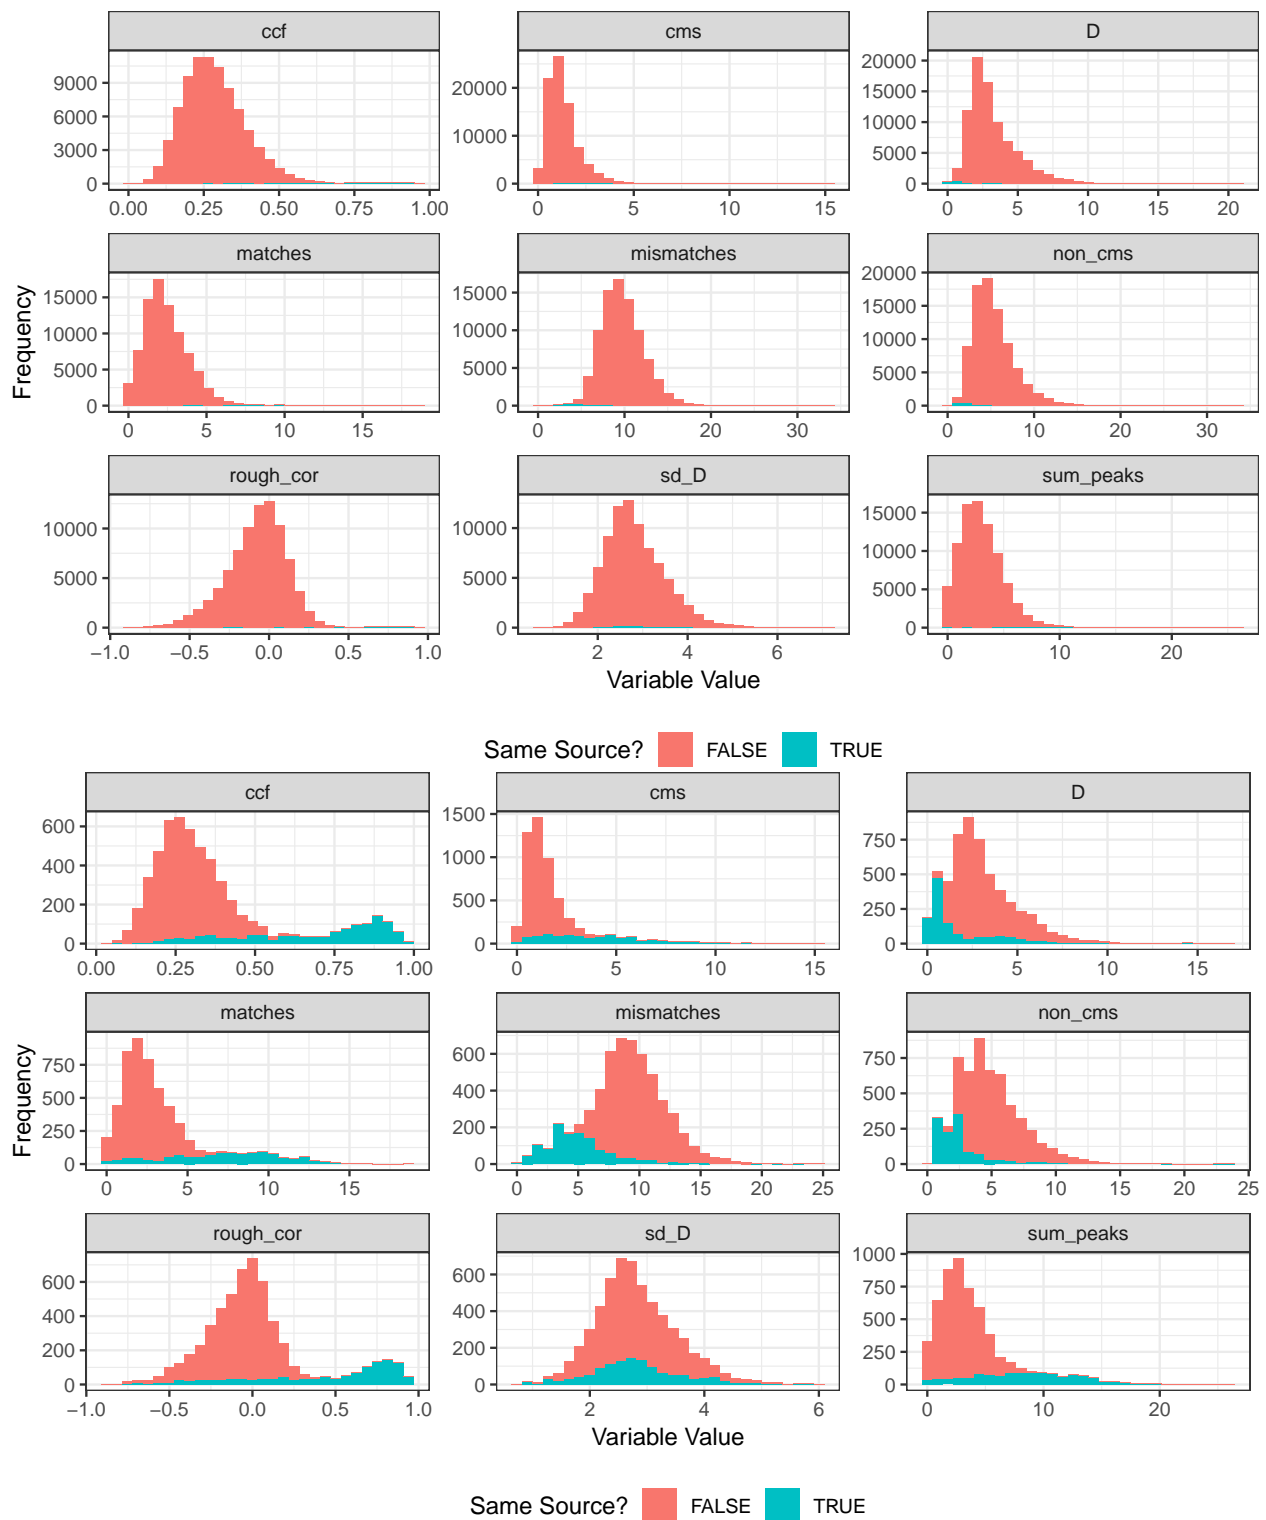 ccf cms D
9000
6000
3000
0
0.00 0.25 0.50 0.75 1.00
20000
10000
0
0 5 10 15
20000
15000
10000
5000
0
0 5 10 15 20
matches mismatches non_cms
15000
10000
5000
0
0 5 10 15
15000
10000
5000
0
0 10 20 30
20000
15000
10000
5000
0
0 10 20 30
Frequency
rough_cor sd_D sum_peaks
10000
5000
0
−1.0 −0.5 0.0 0.5 1.0
10000
5000
0
2 4 6
15000
10000
5000
0
0 10 20
Variable Value
Same Source? FALSE TRUE
ccf cms D
600
400
200
0
0.00 0.25 0.50 0.75 1.00
1500
1000
500
0
0 5 10 15
750
500
250
0
0 5 10 15
matches mismatches non_cms
750
500
250
0
0 5 10 15
600
400
200
0
0 5 10 15 20 25
750
500
250
0
0 5 10 15 20 25
Frequency
rough_cor sd_D sum_peaks
600
400
200
0
−1.0 −0.5 0.0 0.5 1.0
600
400
200
0
2 4 6
1000
750
500
250
0
0 10 20
Variable Value
Same Source? FALSE TRUE